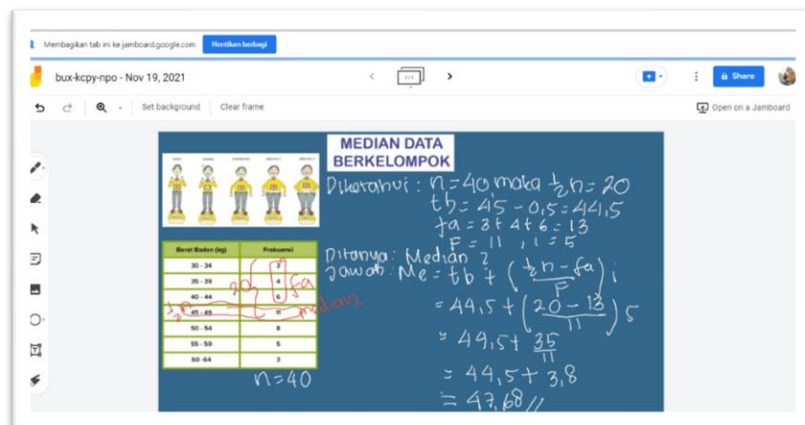 Membagikan tab ini ke jamboard.google.com
Hentikan berbagi
bux-kcpy-npo - Nov 19, 2021
1/1
Share
Set background
Clear frame
Open on a Jamboard
MEDIAN DATA
BERKELOMPOK
Diketahui : n=40, maka ½n=20
tb=45-0,5=44,5
fa=3+4+6=13
F=11, i=5
Ditanya: Median ?
Jawab: Me=tb+(½n-fa/F)i
=44,5+(20-13/11)5
=44,5+35/11
=44,5+3,8
=47,68//
Berat Badan (kg) Frekuensi
30 - 34 3
35 - 39 4
40 - 44 6
45 - 49 11
50 - 54 8
55 - 59 5
60 -64 3
20
fa
½n
median
n=40